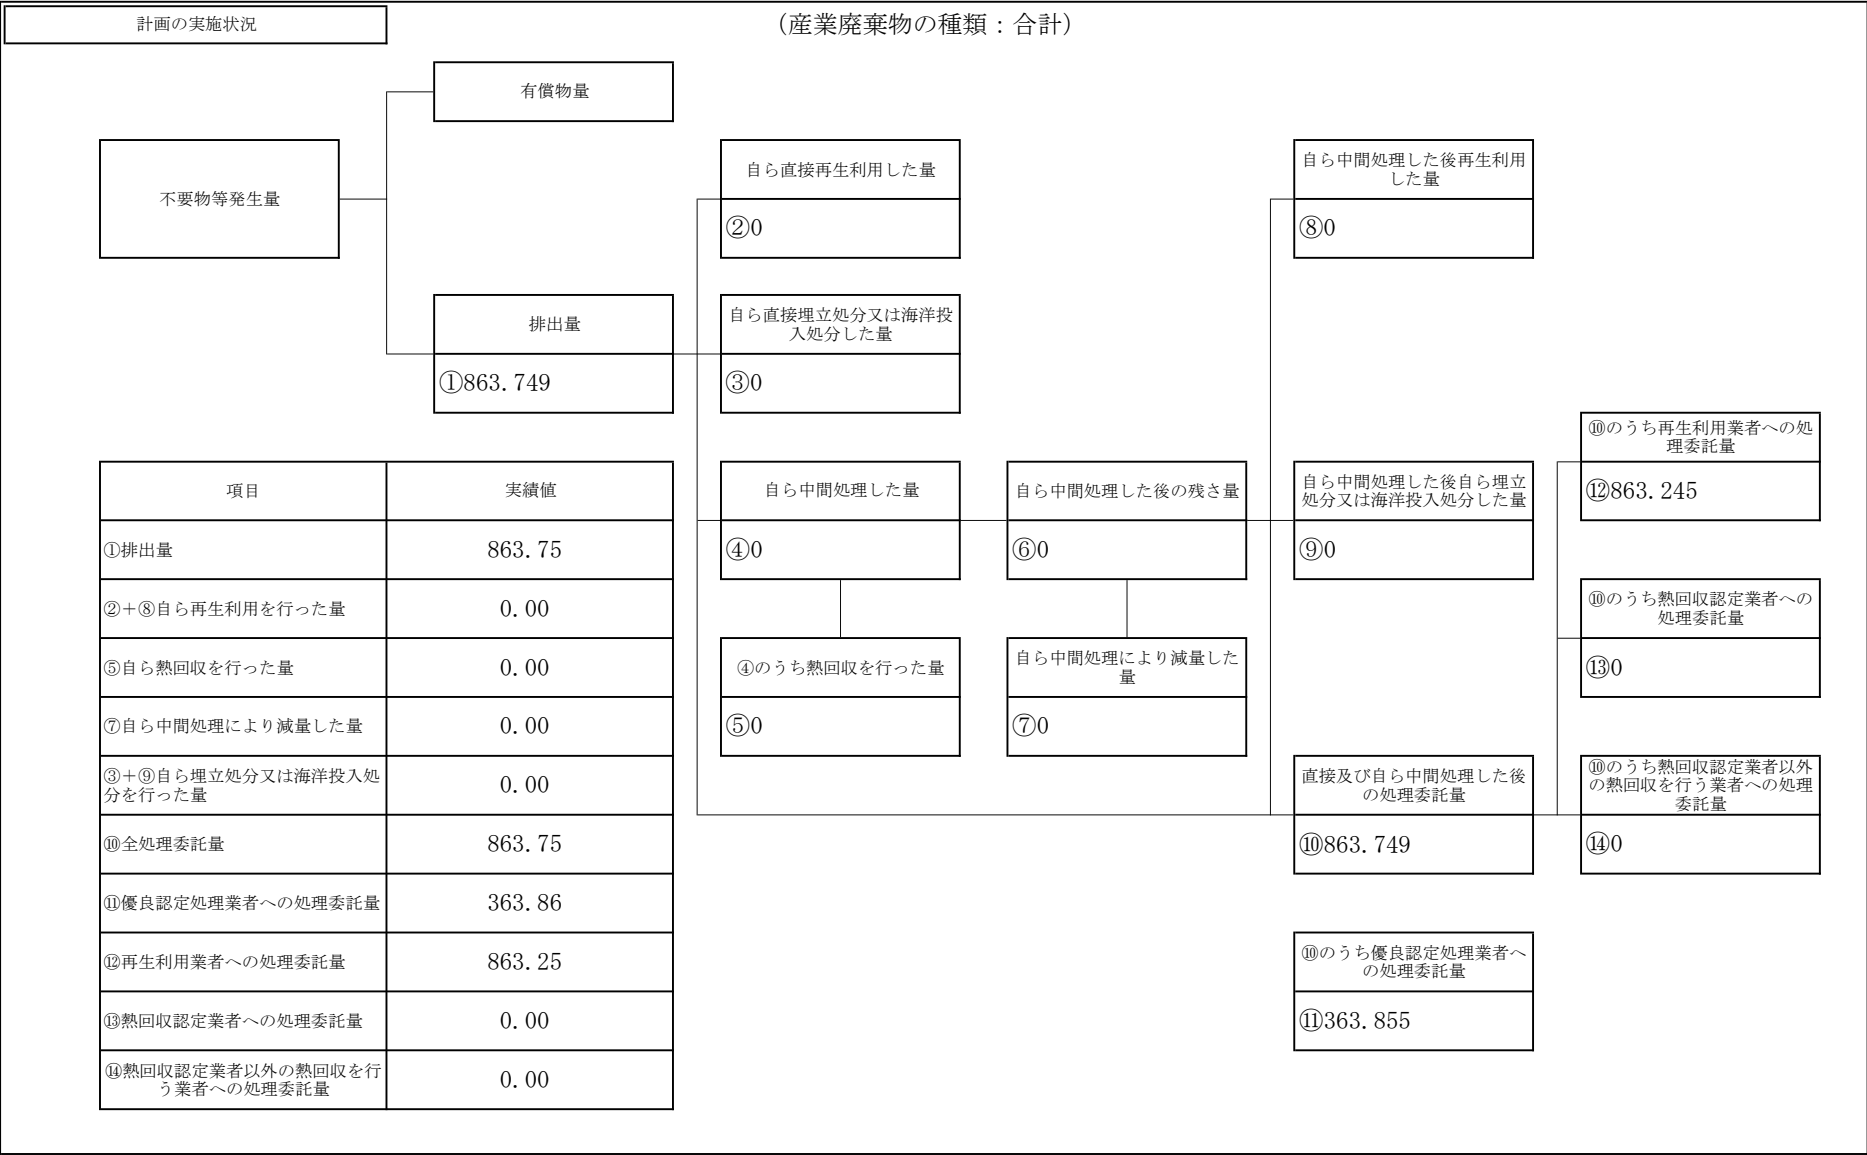 計画の実施状況
（産業廃棄物の種類：合計）
有償物量
不要物等発生量
自ら直接再生利用した量
②0
自ら中間処理した後再生利用
した量
⑧0
排出量
①863.749
自ら直接埋立処分又は海洋投
入処分した量
③0
⑩のうち再生利用業者への処
理委託量
⑫863.245
自ら中間処理した量
④0
自ら中間処理した後の残さ量
⑥0
自ら中間処理した後自ら埋立
処分又は海洋投入処分した量
⑨0
⑩のうち熱回収認定業者への
処理委託量
⑬0
④のうち熱回収を行った量
⑤0
自ら中間処理により減量した
量
⑦0
直接及び自ら中間処理した後
の処理委託量
⑩863.749
⑩のうち熱回収認定業者以外
の熱回収を行う業者への処理
委託量
⑭0
⑩のうち優良認定処理業者へ
の処理委託量
⑪363.855
項目 実績値
①排出量 863.75
②＋⑧自ら再生利用を行った量 0.00
⑤自ら熱回収を行った量 0.00
⑦自ら中間処理により減量した量 0.00
③＋⑨自ら埋立処分又は海洋投入処
分を行った量 0.00
⑩全処理委託量 863.75
⑪優良認定処理業者への処理委託量 363.86
⑫再生利用業者への処理委託量 863.25
⑬熱回収認定業者への処理委託量 0.00
⑭熱回収認定業者以外の熱回収を行
う業者への処理委託量 0.00